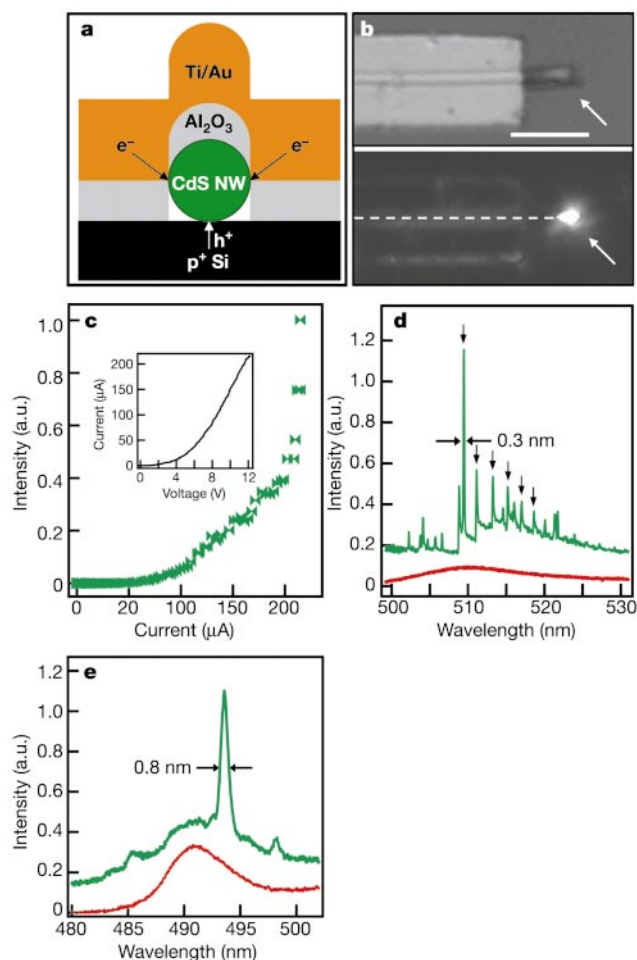 a
Ti/Au
Al₂O₃
e⁻ e⁻
CdS NW
h⁺
p⁺ Si
b
c
Intensity (a.u.)
1.0
0.8
0.6
0.4
0.2
0
0 20 100 150 200
Current (μA)
Current (μA)
200
150
100
50
0
0 4 8 12
Voltage (V)
d
Intensity (a.u.)
1.2
1.0
0.8
0.6
0.4
0.2
0
0.3 nm
500 510 520 530
Wavelength (nm)
e
Intensity (a.u.)
1.2
1.0
0.8
0.6
0.4
0.2
0
0.8 nm
480 485 490 495 500
Wavelength (nm)